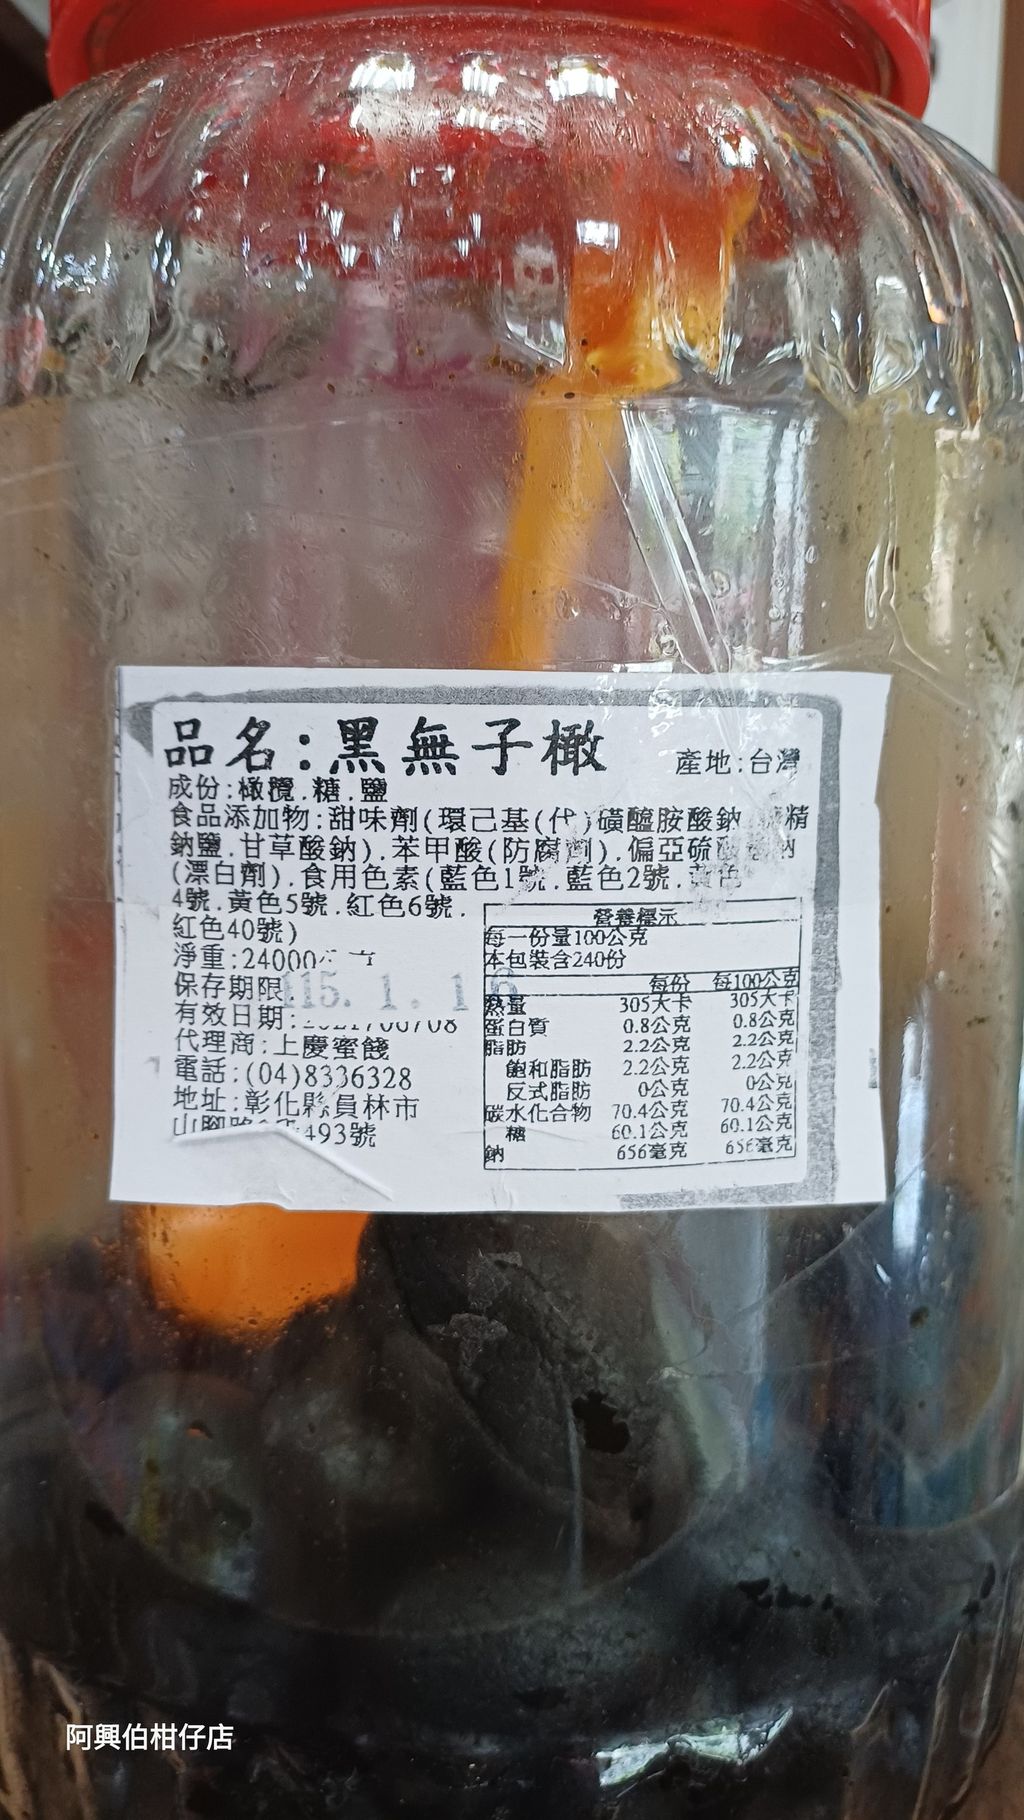 品名:黑無子橄
產地:台灣
成份:橄欖.糖.鹽
食品添加物:甜味劑(環己基(代)磺醯胺酸鈉 糖精
鈉鹽.甘草酸鈉).苯甲酸(防腐劑).偏亞硫 鈉
(漂白劑).食用色素(藍色1號.藍色2號.黃色
4號.黃色5號.紅色6號.
紅色40號)
淨重:24000
保存期限
115. 1. 16
有效日期:
代理商:上慶蜜餞
電話:(04)8336328
地址:彰化縣員林市
山腳路 493號
營養標示
每一份量100公克
本包裝含240份
每份 每100公克
熱量 305大卡 305大卡
蛋白質 0.8公克 0.8公克
脂肪 2.2公克 2.2公克
飽和脂肪 2.2公克 2.2公克
反式脂肪 0公克 0公克
碳水化合物 70.4公克 70.4公克
糖 60.1公克 60.1公克
鈉 656毫克 656毫克
阿興伯柑仔店